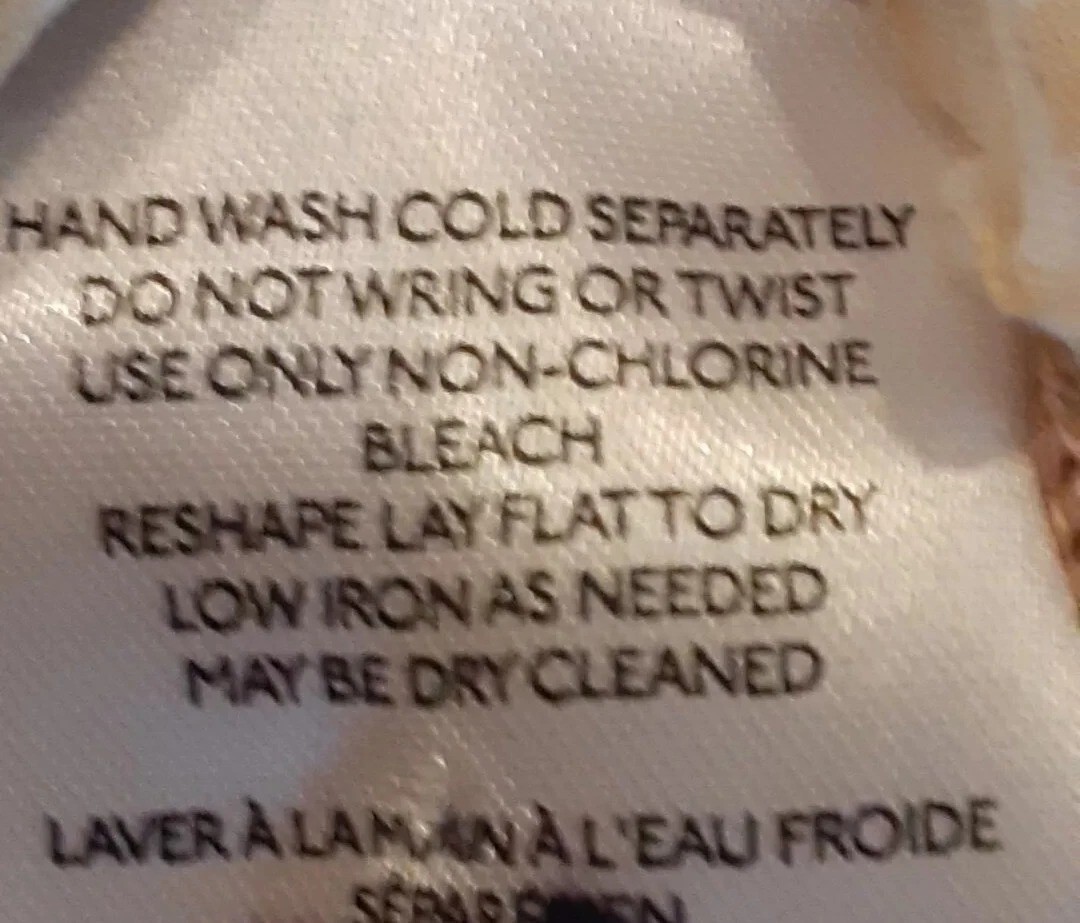 HAND WASH COLD SEPARATELY
DO NOT WRING OR TWIST
USE ONLY NON-CHLORINE
BLEACH
RESHAPE LAY FLAT TO DRY
LOW IRON AS NEEDED
MAY BE DRY CLEANED
LAVER À LA MAIN À L'EAU FROIDE